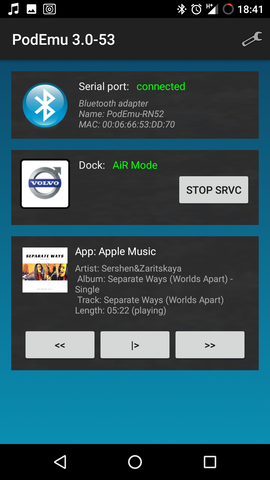 18:41
PodEmu 3.0-53
Serial port: connected
Bluetooth adapter
Name: PodEmu-RN52
MAC: 00:06:66:53:DD:70
Dock: AiR Mode
VOLVO
STOP SRVC
SEPARATE WAYS
App: Apple Music
Artist: Sershen&Zaritskaya
Album: Separate Ways (Worlds Apart) -
Single
Track: Separate Ways (Worlds Apart)
Length: 05:22 (playing)
<<
|>
>>